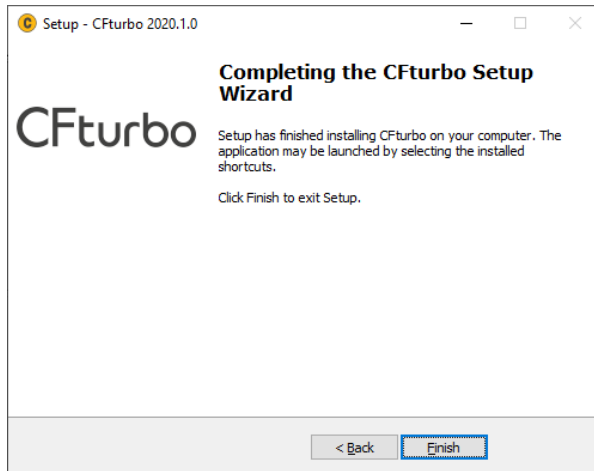 Setup - CFturbo 2020.1.0
Completing the CFturbo Setup
Wizard
CFturbo
Setup has finished installing CFturbo on your computer. The
application may be launched by selecting the installed
shortcuts.
Click Finish to exit Setup.
< Back
Finish